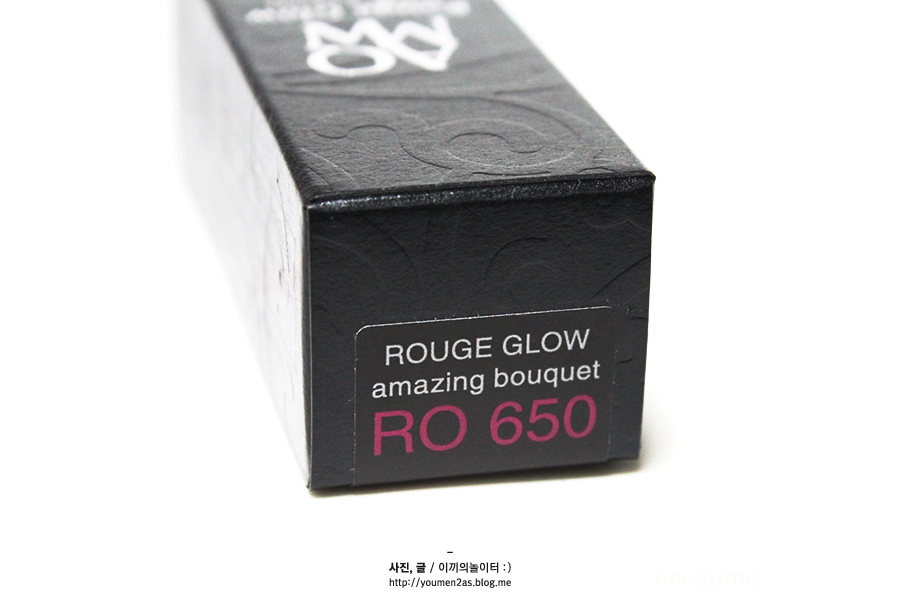 ROUGE GLOW
amazing bouquet
RO 650
–
사진, 글 / 이끼의놀이터 :)
http://youmen2as.blog.me